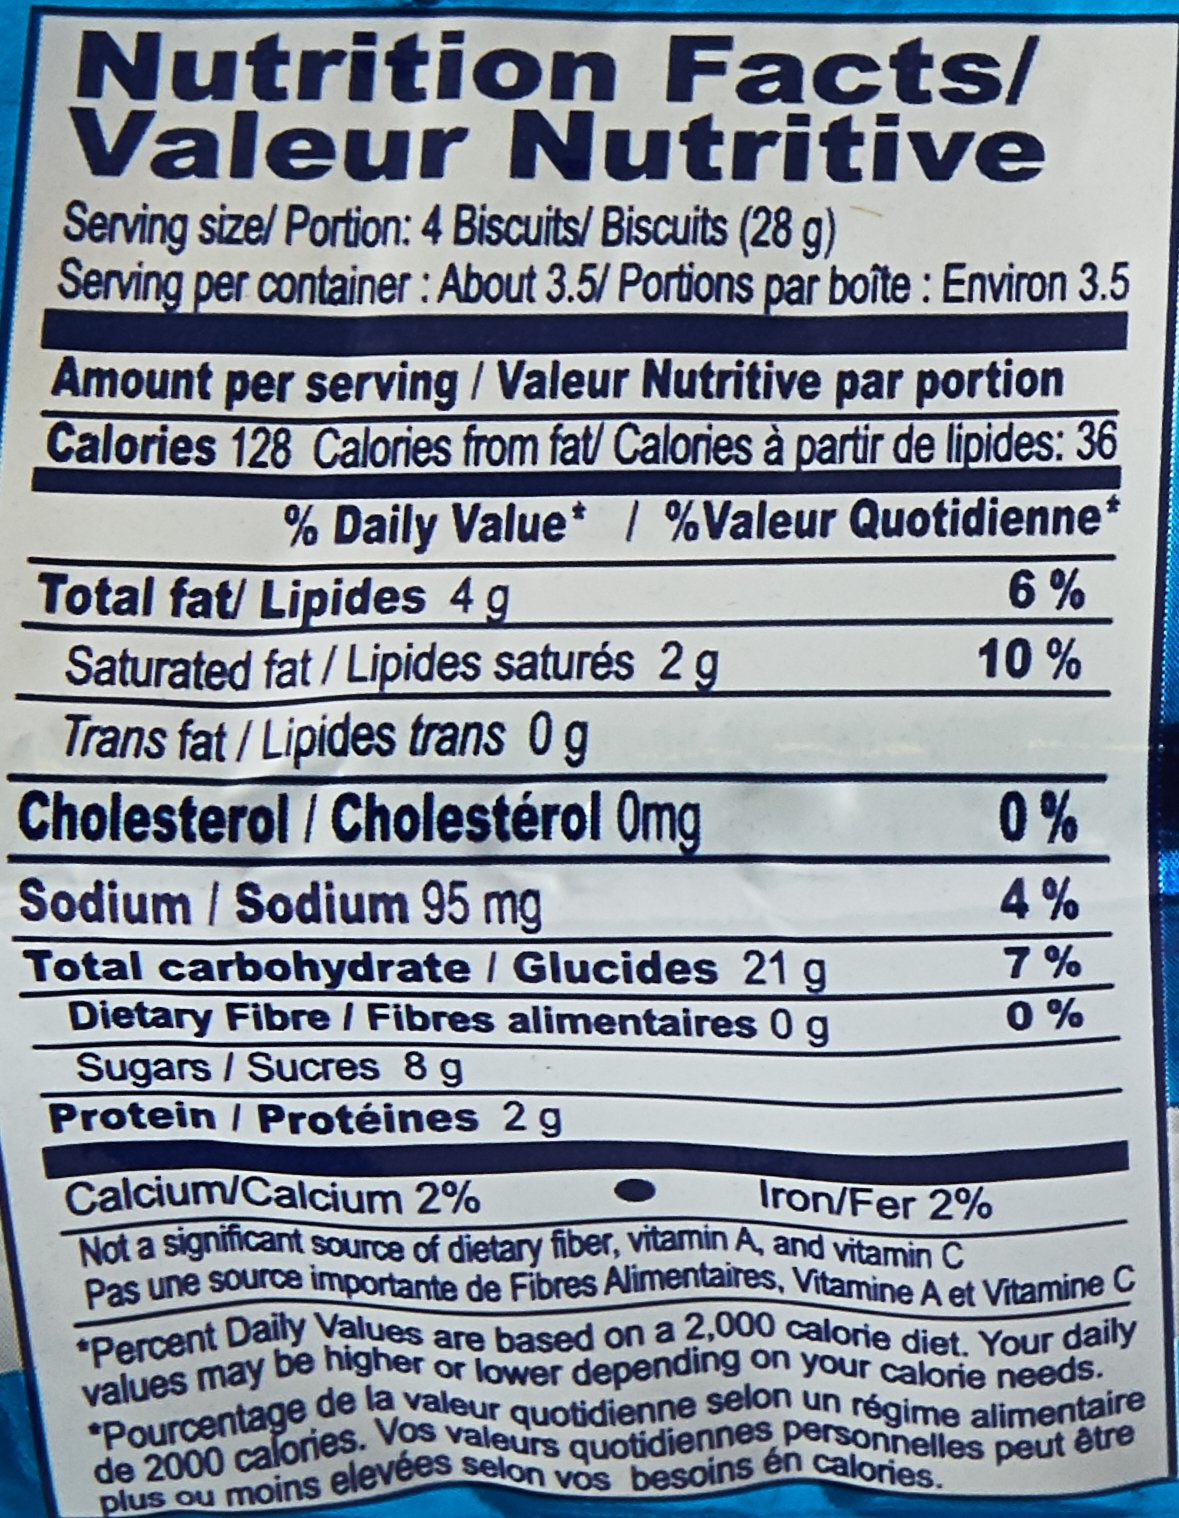 Nutrition Facts/
Valeur Nutritive
Serving size/ Portion: 4 Biscuits/ Biscuits (28 g)
Serving per container : About 3.5/ Portions par boîte : Environ 3.5
Amount per serving / Valeur Nutritive par portion
Calories 128 Calories from fat/ Calories à partir de lipides: 36
% Daily Value* / %Valeur Quotidienne*
Total fat/ Lipides 4 g 6 %
Saturated fat / Lipides saturés 2 g 10 %
Trans fat / Lipides trans 0 g
Cholesterol / Cholestérol 0mg 0 %
Sodium / Sodium 95 mg 4 %
Total carbohydrate / Glucides 21 g 7 %
Dietary Fibre / Fibres alimentaires 0 g 0 %
Sugars / Sucres 8 g
Protein / Protéines 2 g
Calcium/Calcium 2% ● Iron/Fer 2%
Not a significant source of dietary fiber, vitamin A, and vitamin C
Pas une source importante de Fibres Alimentaires, Vitamine A et Vitamine C
*Percent Daily Values are based on a 2,000 calorie diet. Your daily
values may be higher or lower depending on your calorie needs.
*Pourcentage de la valeur quotidienne selon un régime alimentaire
de 2000 calories. Vos valeurs quotidiennes personnelles peut être
plus ou moins elevées selon vos besoins én calories.